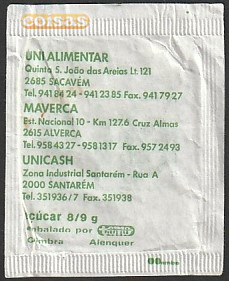 coisas
UNI ALIMENTAR
Quinta S. João das Areias Lt. 121
2685 SACAVÉM
Tel. 941 84 24 - 941 23 85 Fax. 941 79 27
MAVERCA
Est. Nacional 10 - Km 127.6 Cruz Almas
2615 ALVERCA
Tel. 958 43 27 - 958 13 17 Fax. 957 24 93
UNICASH
Zona Industrial Santarém - Rua A
2000 SANTARÉM
Tel. 351936/7 Fax. 351938
açúcar 8/9 g
embalado por
Coimbra Alenquer